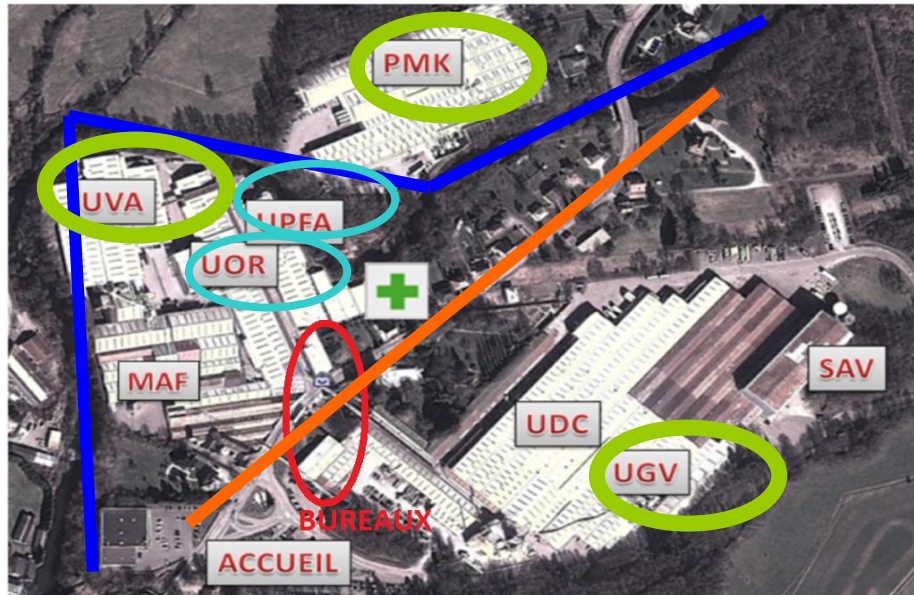 PMK
UVA
UPFA
UOR
MAF
SAV
UDC
UGV
BUREAUX
ACCUEIL